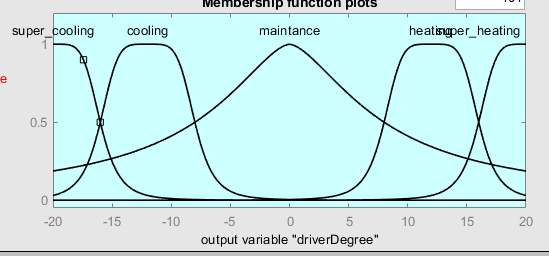 Membership function plots
super_cooling cooling maintance heating super_heating
e
1
0.5
0
-20 -15 -10 -5 0 5 10 15 20
output variable "driverDegree"